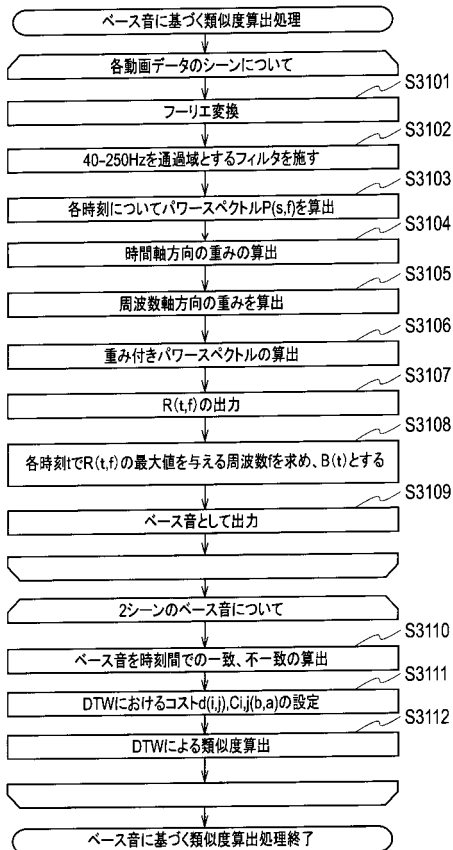 ベース音に基づく類似度算出処理
各動画データのシーンについて
S3101
フーリエ変換
S3102
40-250Hzを通過域とするフィルタを施す
S3103
各時刻についてパワースペクトルP(s,f)を算出
S3104
時間軸方向の重みの算出
S3105
周波数軸方向の重みを算出
S3106
重み付きパワースペクトルの算出
S3107
R(t,f)の出力
S3108
各時刻tでR(t,f)の最大値を与える周波数fを求め、B(t)とする
S3109
ベース音として出力
2シーンのベース音について
S3110
ベース音を時刻間での一致、不一致の算出
S3111
DTWにおけるコストd(i,j),Ci,j(b,a)の設定
S3112
DTWによる類似度算出
ベース音に基づく類似度算出処理終了